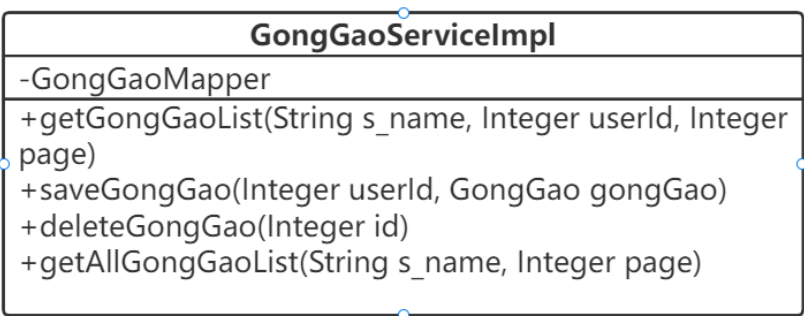 GongGaoServiceImpl
-GongGaoMapper
+getGongGaoList(String s_name, Integer userId, Integer
page)
+saveGongGao(Integer userId, GongGao gongGao)
+deleteGongGao(Integer id)
+getAllGongGaoList(String s_name, Integer page)